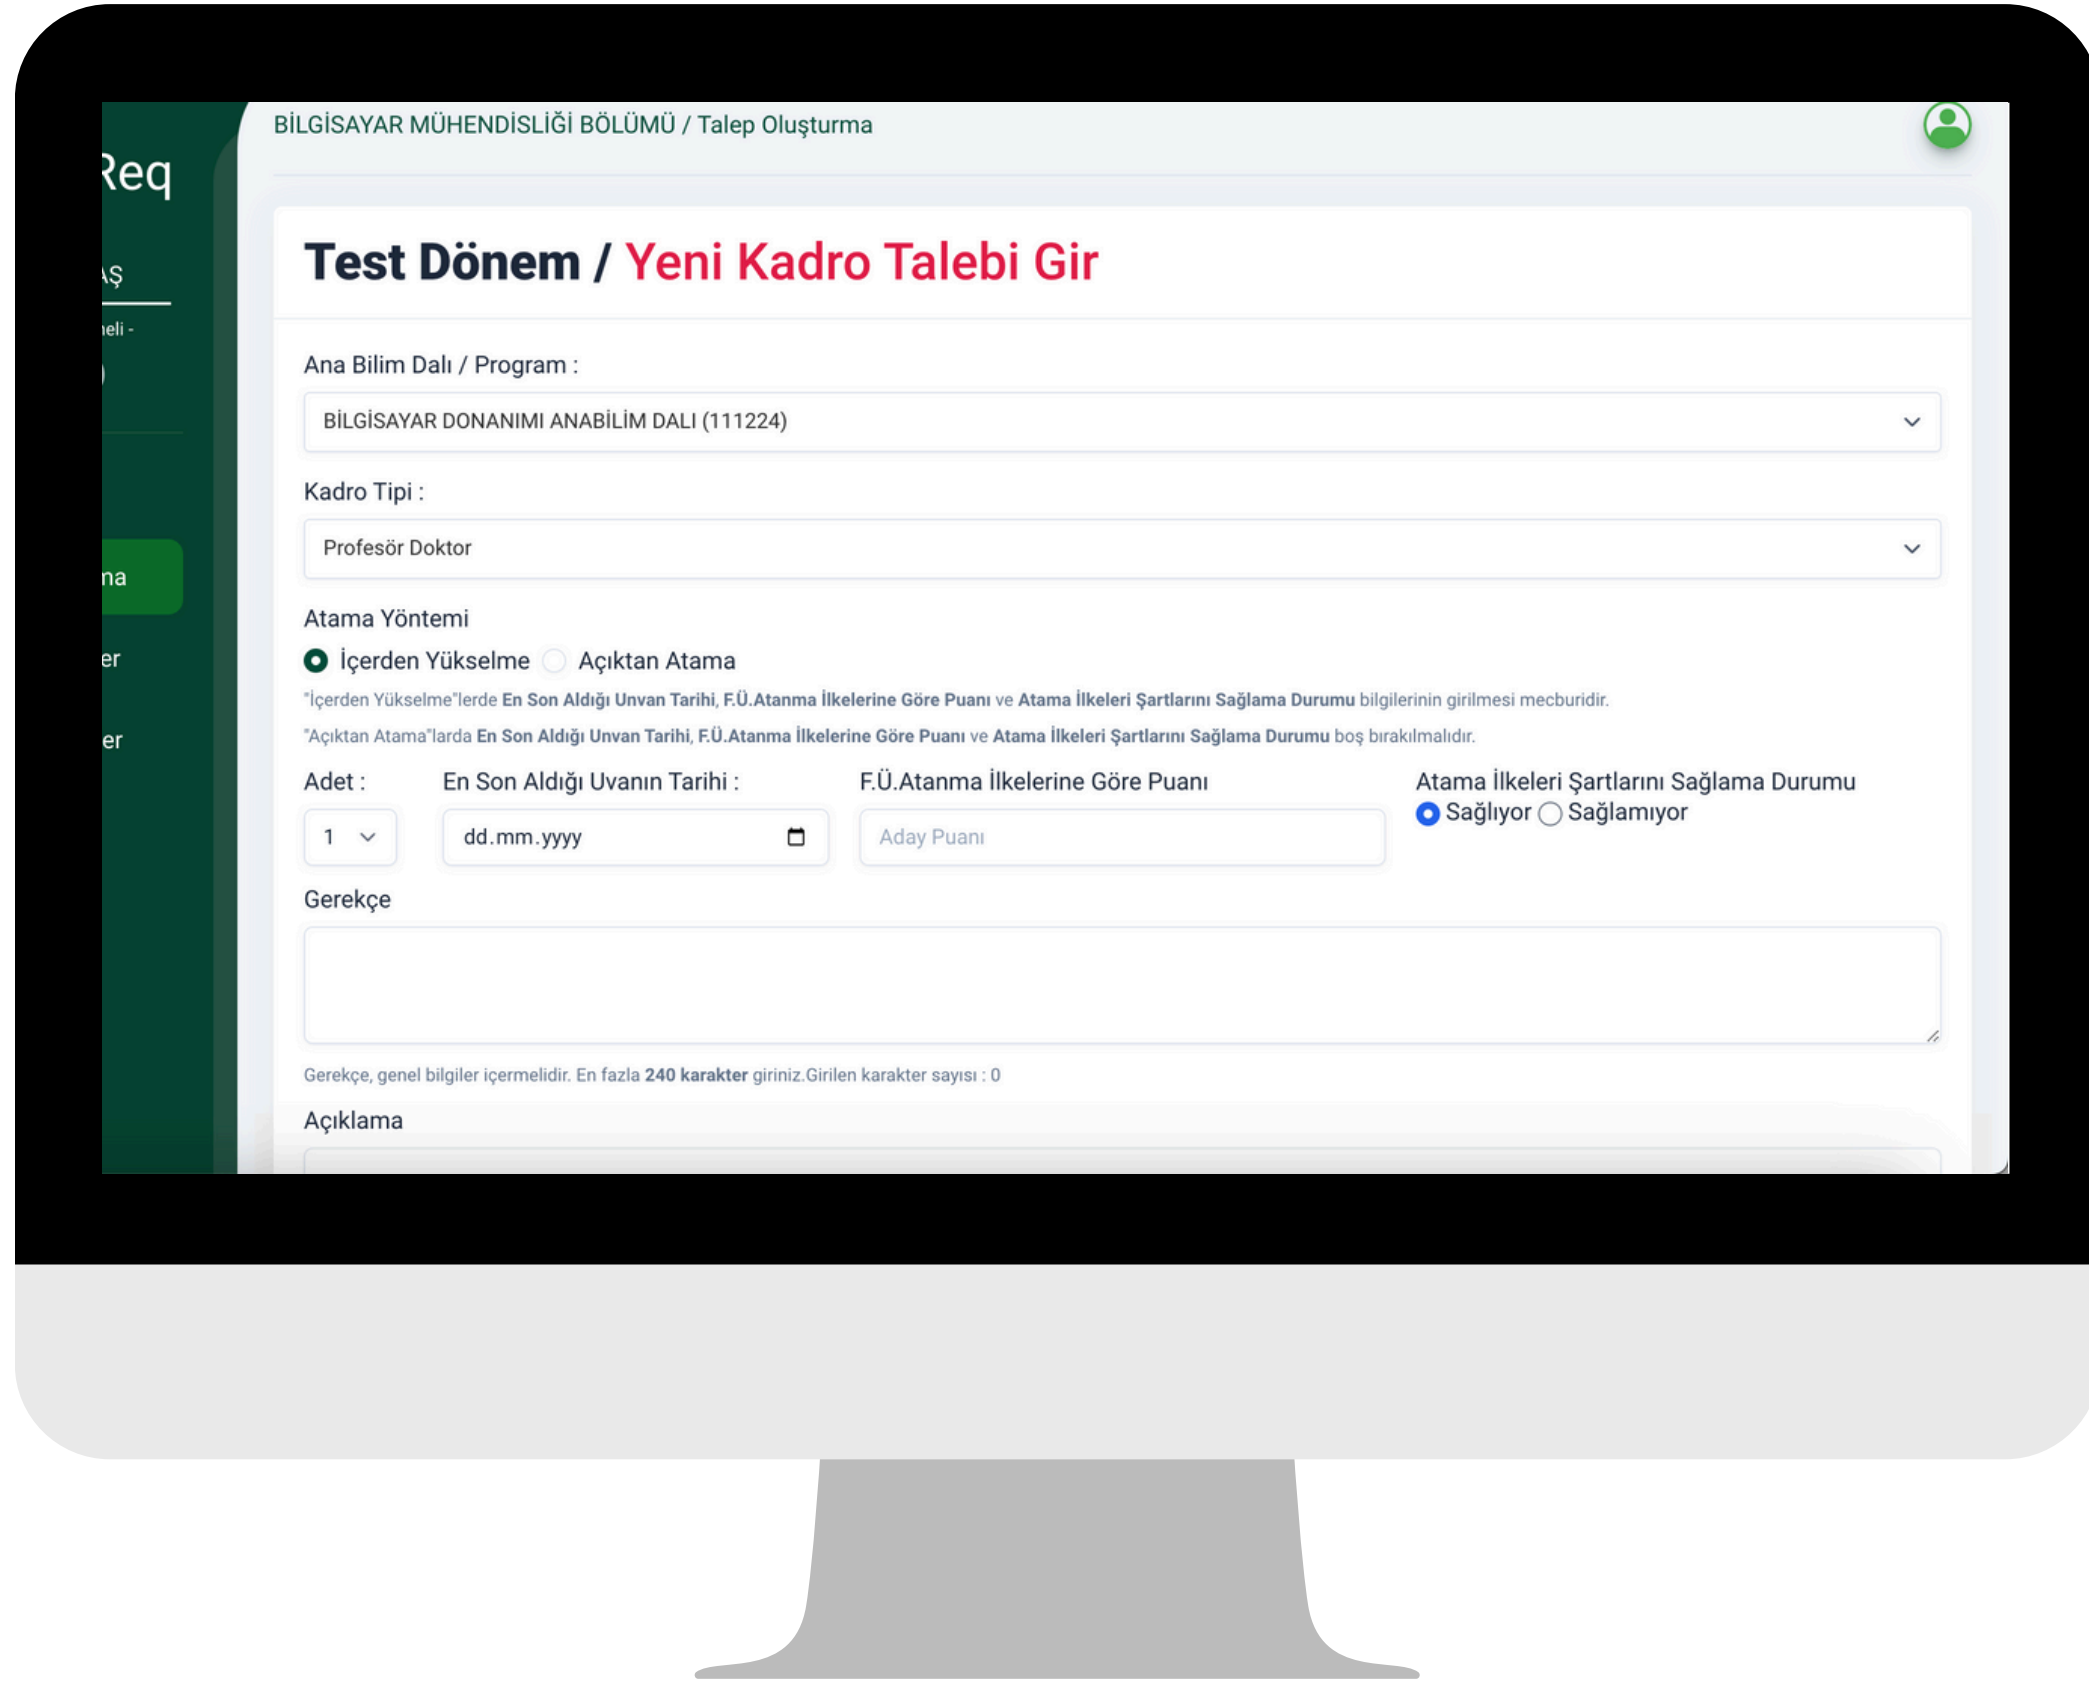 BİLGİSAYAR MÜHENDİSLİĞİ BÖLÜMÜ / Talep Oluşturma
Req
AŞ
neli -
)
ma
er
er
Test Dönem / Yeni Kadro Talebi Gir
Ana Bilim Dalı / Program :
BİLGİSAYAR DONANIMI ANABİLİM DALI (111224)
Kadro Tipi :
Profesör Doktor
Atama Yöntemi
İçerden Yükselme Açıktan Atama
"İçerden Yükselme"lerde En Son Aldığı Unvan Tarihi, F.Ü.Atanma İlkelerine Göre Puanı ve Atama İlkeleri Şartlarını Sağlama Durumu bilgilerinin girilmesi mecburidir.
"Açıktan Atama"larda En Son Aldığı Unvan Tarihi, F.Ü.Atanma İlkelerine Göre Puanı ve Atama İlkeleri Şartlarını Sağlama Durumu boş bırakılmalıdır.
Adet : En Son Aldığı Uvanın Tarihi : F.Ü.Atanma İlkelerine Göre Puanı Atama İlkeleri Şartlarını Sağlama Durumu
Sağlıyor Sağlamıyor
1 dd.mm.yyyy Aday Puanı
Gerekçe
Gerekçe, genel bilgiler içermelidir. En fazla 240 karakter giriniz.Girilen karakter sayısı : 0
Açıklama